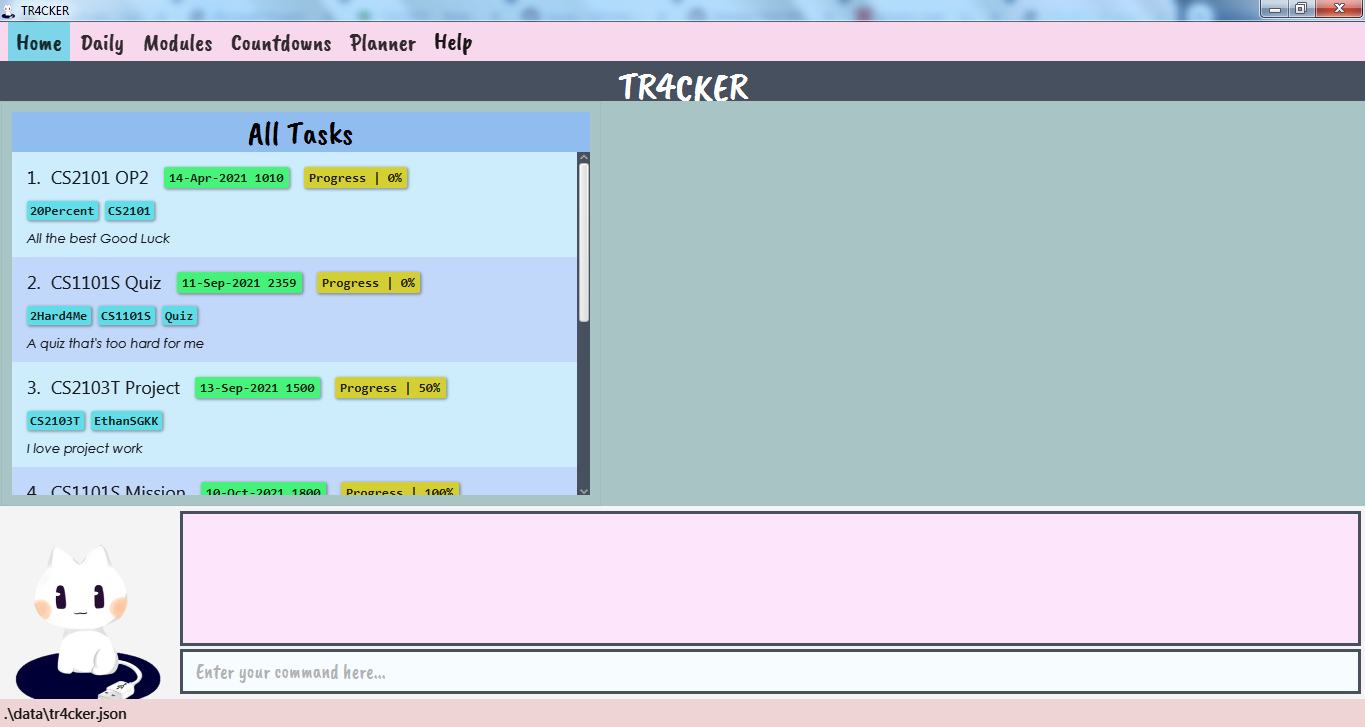 TR4CKER
Home Daily Modules Countdowns Planner Help
TR4CKER
All Tasks
1. CS2101 OP2 14-Apr-2021 1010 Progress | 0%
20Percent CS2101
All the best Good Luck
2. CS1101S Quiz 11-Sep-2021 2359 Progress | 0%
2Hard4Me CS1101S Quiz
A quiz that's too hard for me
3. CS2103T Project 13-Sep-2021 1500 Progress | 50%
CS2103T EthanSGKK
I love project work
4. CS1101S Mission 10-Oct-2021 1800 Progress | 100%
Enter your command here...
.\data\tr4cker.json